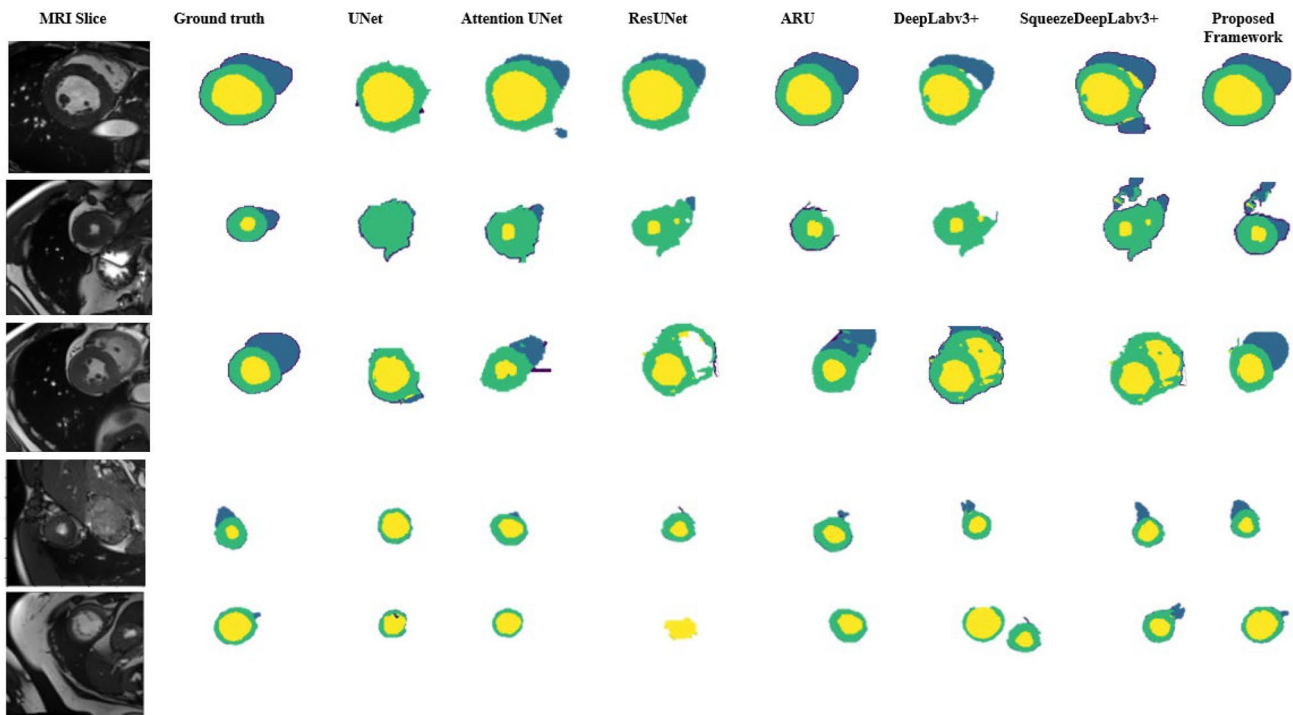 MRI Slice
Ground truth
UNet
Attention UNet
ResUNet
ARU
DeepLabv3+
SqueezeDeepLabv3+
Proposed
Framework